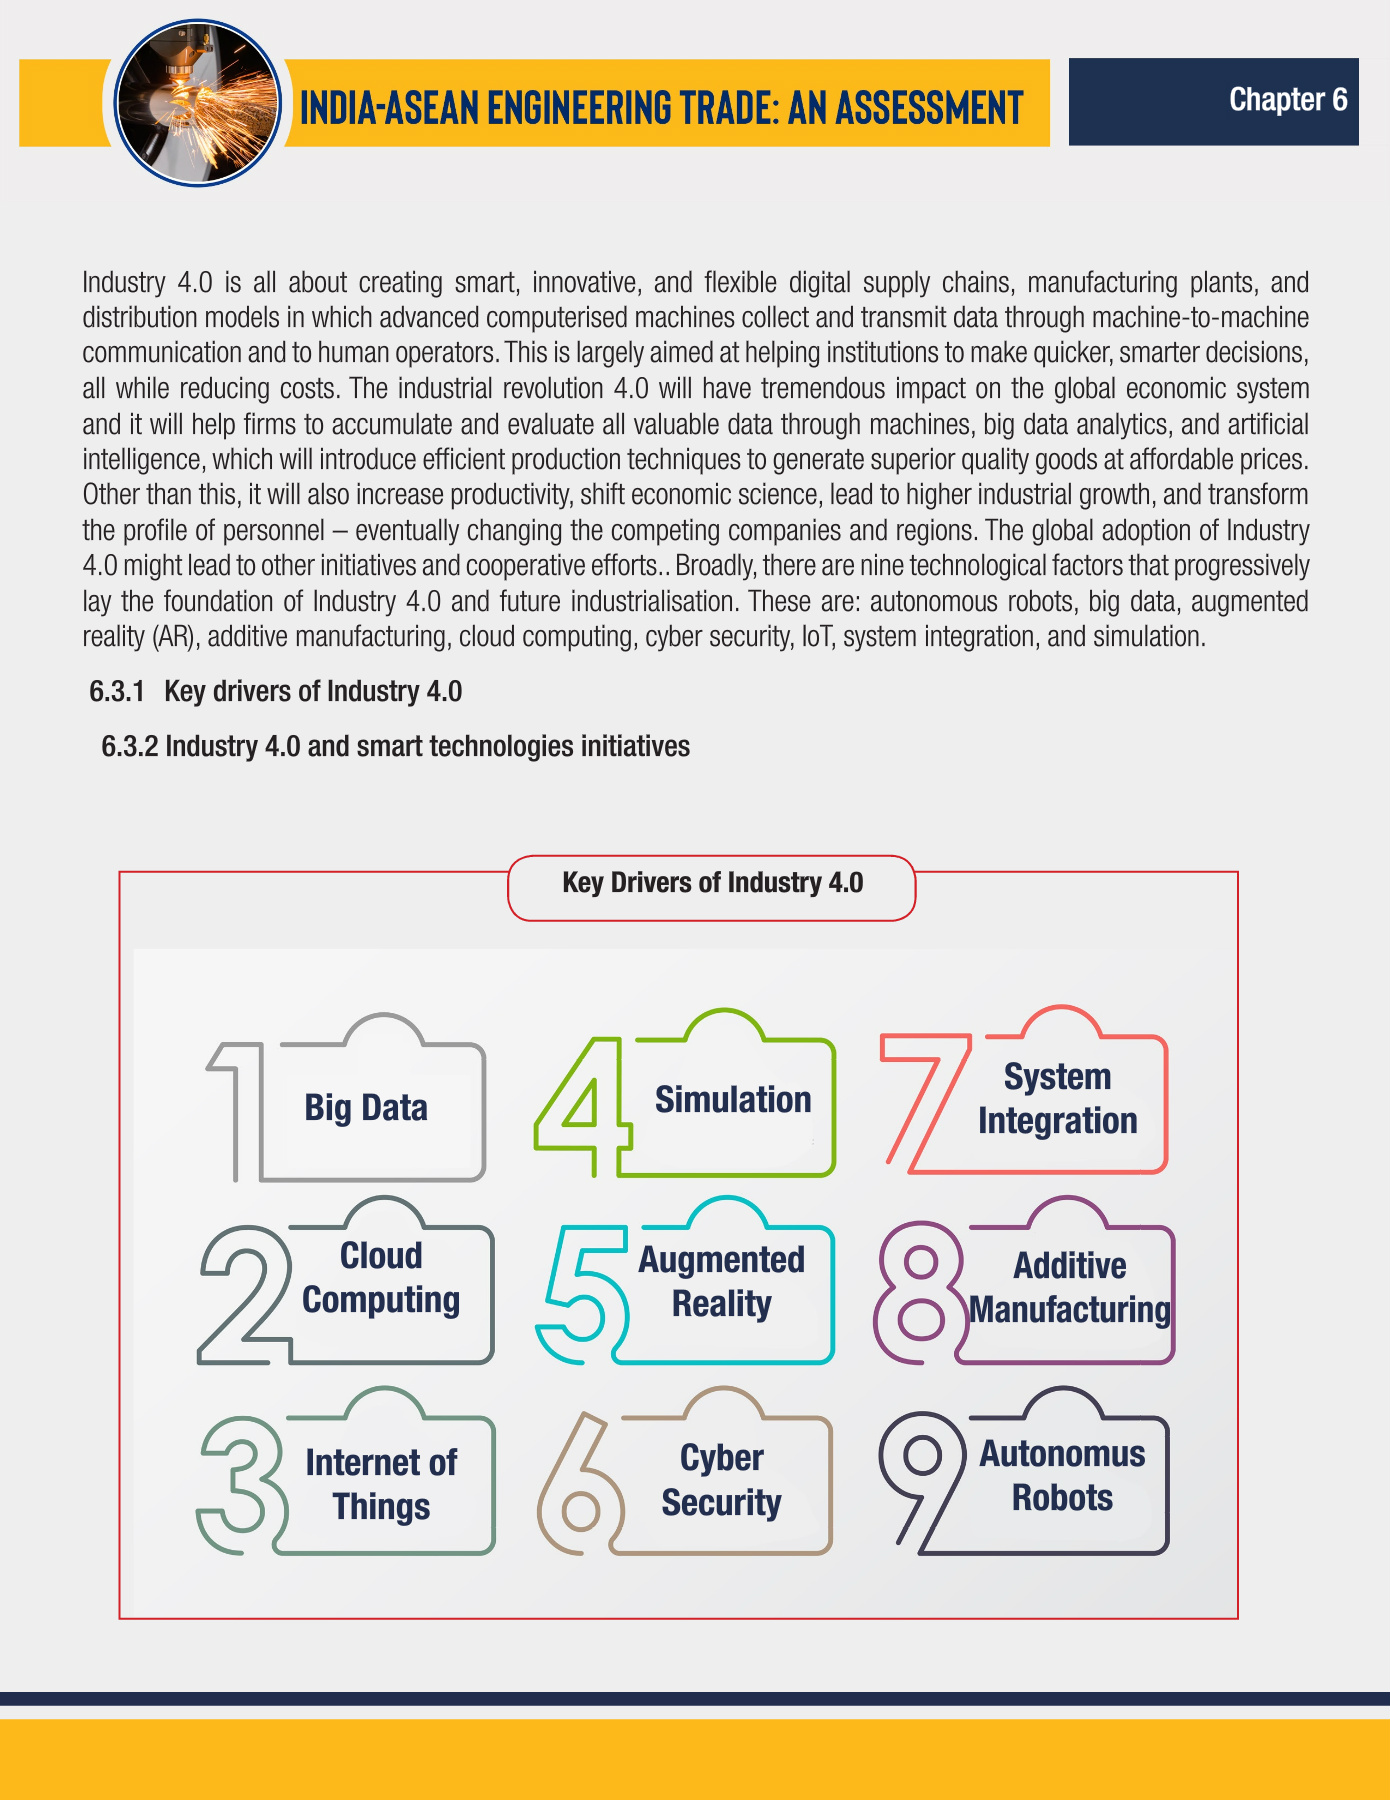 INDIA-ASEAN ENGINEERING TRADE: AN ASSESSMENT
Chapter 6
Industry 4.0 is all about creating smart, innovative, and flexible digital supply chains, manufacturing plants, and
distribution models in which advanced computerised machines collect and transmit data through machine-to-machine
communication and to human operators. This is largely aimed at helping institutions to make quicker, smarter decisions,
all while reducing costs. The industrial revolution 4.0 will have tremendous impact on the global economic system
and it will help firms to accumulate and evaluate all valuable data through machines, big data analytics, and artificial
intelligence, which will introduce efficient production techniques to generate superior quality goods at affordable prices.
Other than this, it will also increase productivity, shift economic science, lead to higher industrial growth, and transform
the profile of personnel – eventually changing the competing companies and regions. The global adoption of Industry
4.0 might lead to other initiatives and cooperative efforts.. Broadly, there are nine technological factors that progressively
lay the foundation of Industry 4.0 and future industrialisation. These are: autonomous robots, big data, augmented
reality (AR), additive manufacturing, cloud computing, cyber security, IoT, system integration, and simulation.
6.3.1 Key drivers of Industry 4.0
6.3.2 Industry 4.0 and smart technologies initiatives
Key Drivers of Industry 4.0
1
Big Data
2
Cloud
Computing
3
Internet of
Things
4
Simulation
5
Augmented
Reality
6
Cyber
Security
7
System
Integration
8
Additive
Manufacturing
9
Autonomus
Robots